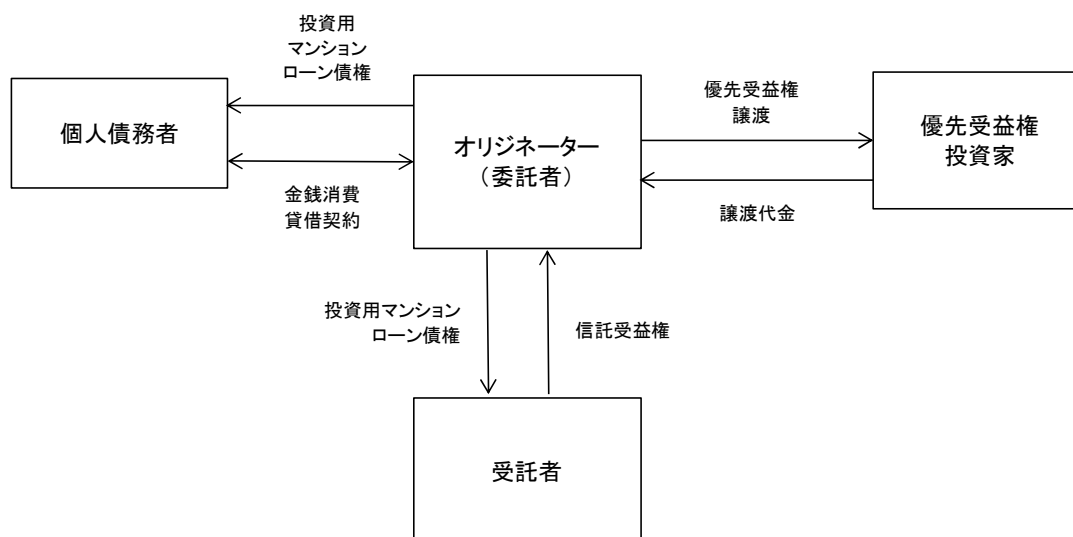 投資用
マンション
ローン債権
個人債務者
金銭消費
貸借契約
オリジネーター
（委託者）
優先受益権
譲渡
譲渡代金
優先受益権
投資家
投資用マンション
ローン債権
信託受益権
受託者